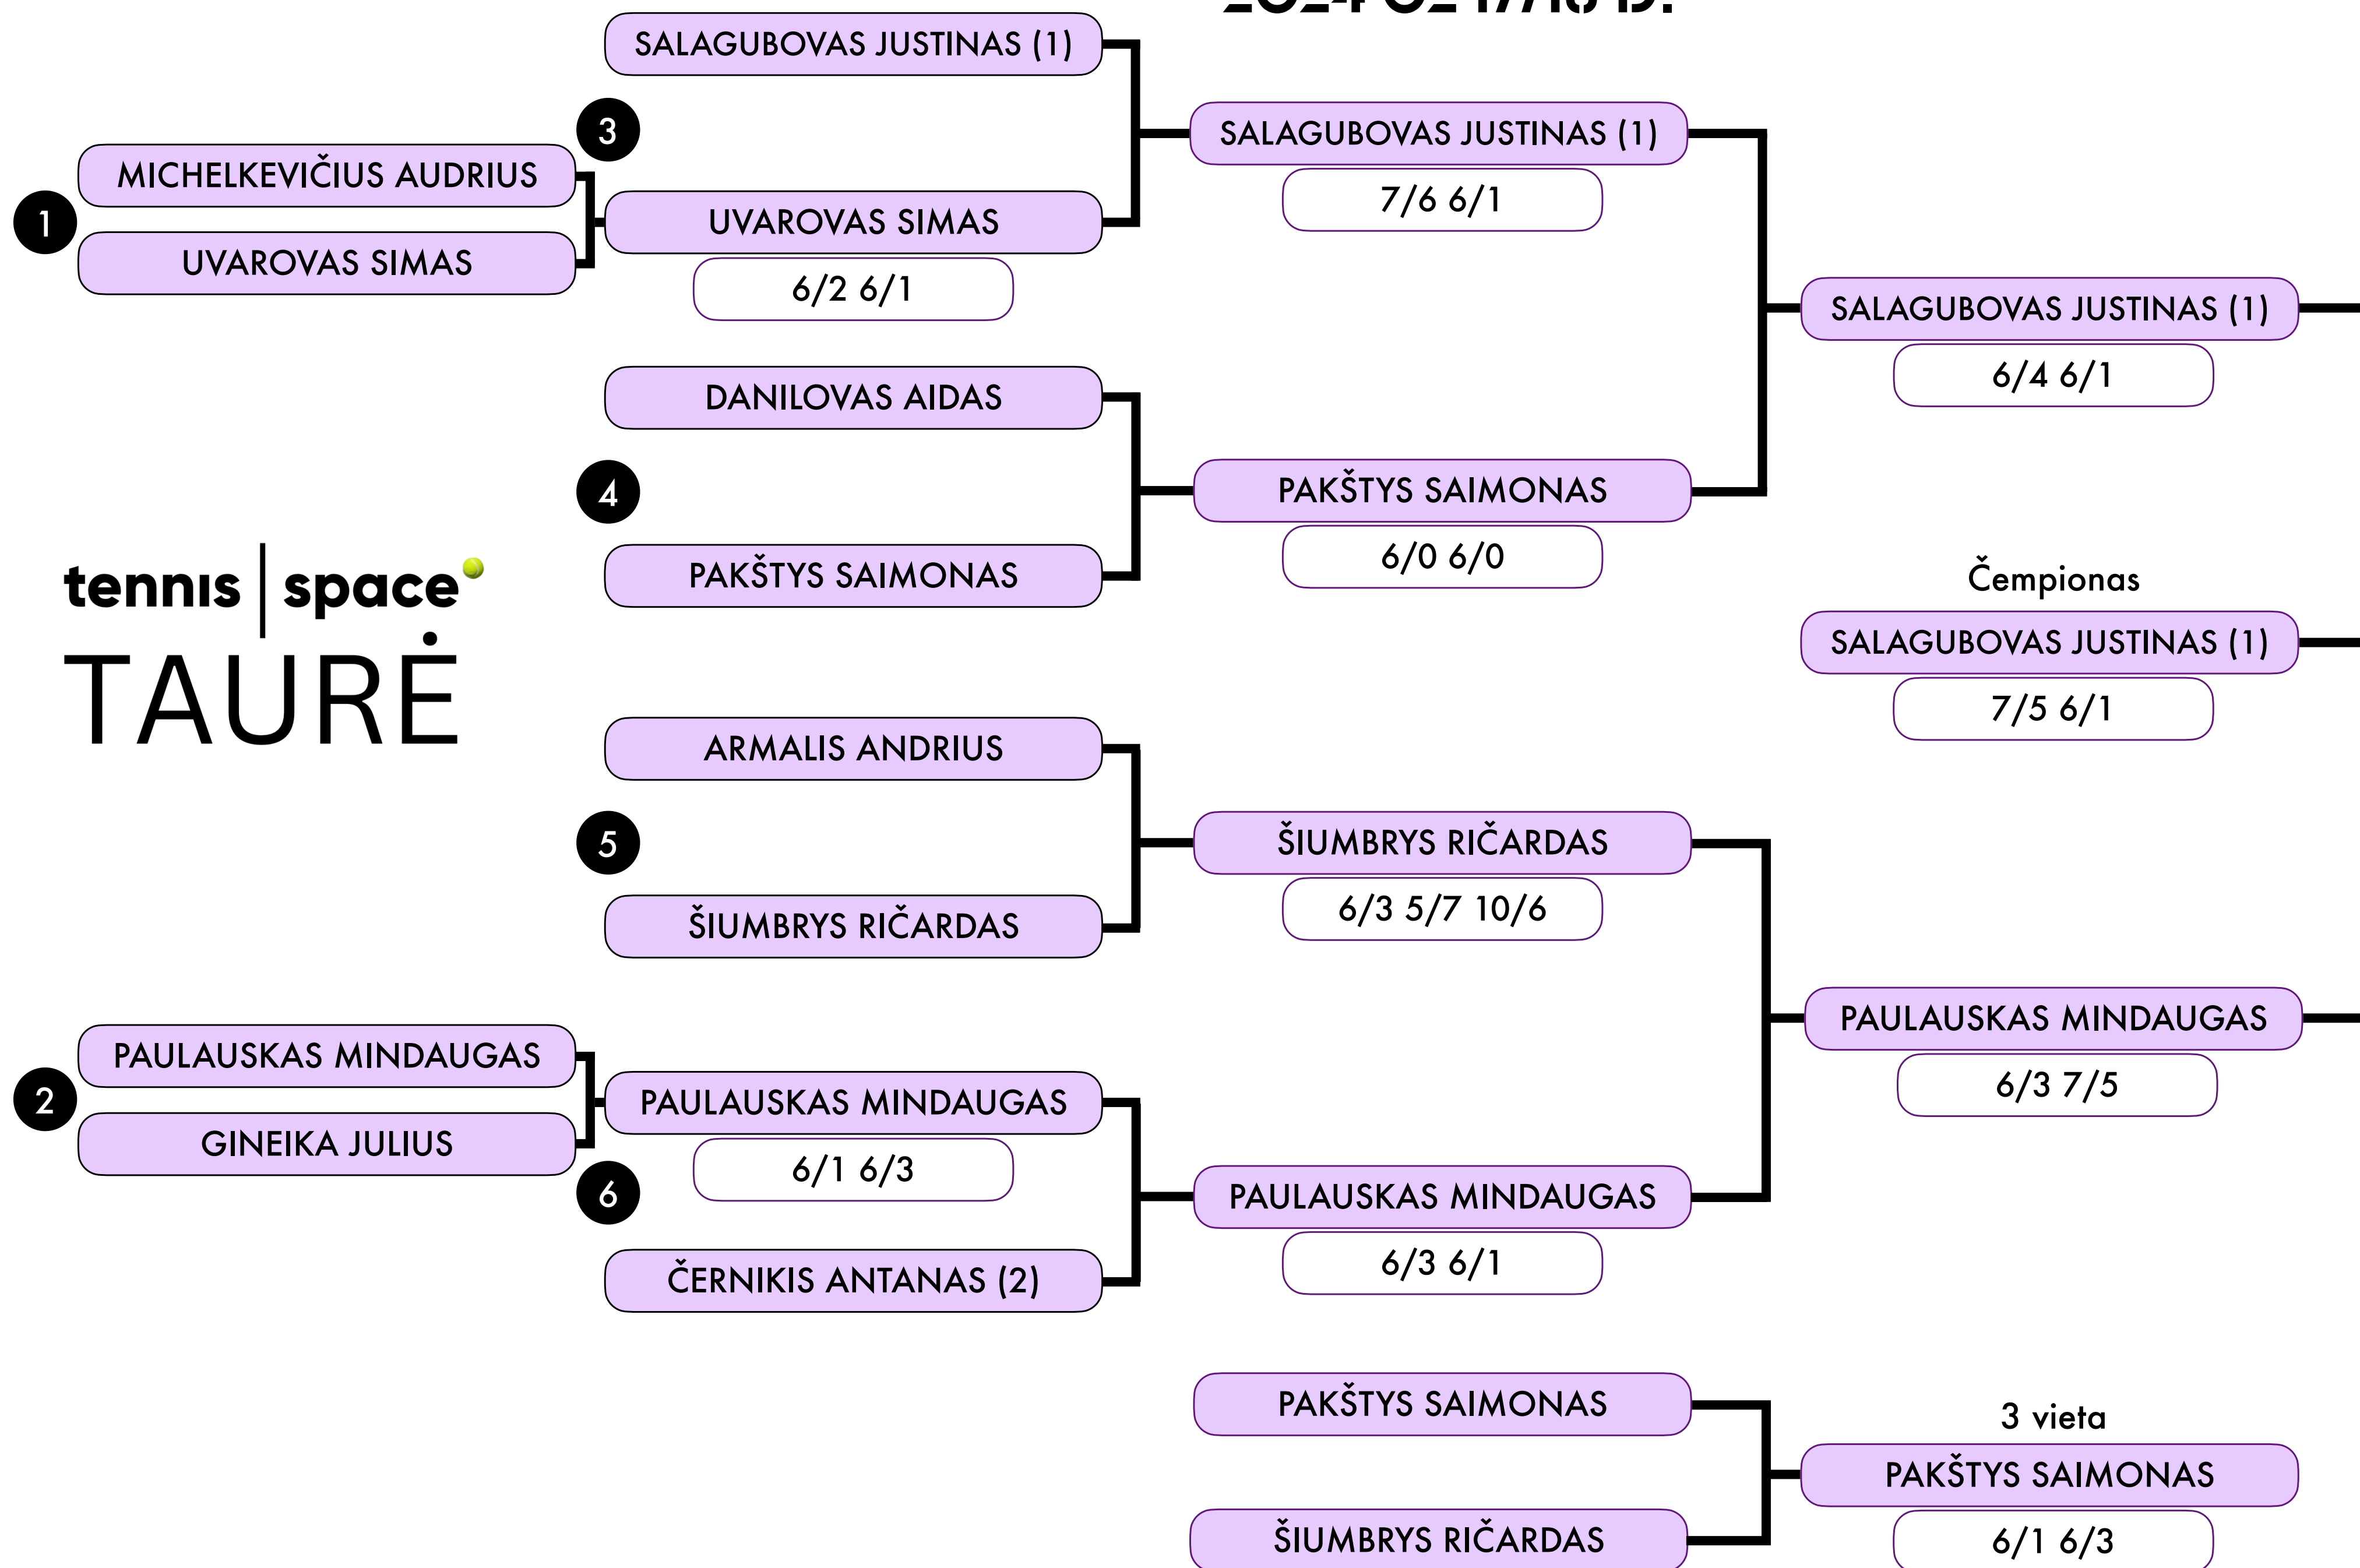 SALAGUBOVAS JUSTINAS (1)
3
MICHELKEVIČIUS AUDRIUS
1
UVAROVAS SIMAS
UVAROVAS SIMAS
6/2 6/1
SALAGUBOVAS JUSTINAS (1)
7/6 6/1
DANILOVAS AIDAS
4
PAKŠTYS SAIMONAS
PAKŠTYS SAIMONAS
6/0 6/0
SALAGUBOVAS JUSTINAS (1)
6/4 6/1
tennis | space
TAURĖ
Čempionas
SALAGUBOVAS JUSTINAS (1)
7/5 6/1
ARMALIS ANDRIUS
5
ŠIUMBRYS RIČARDAS
ŠIUMBRYS RIČARDAS
6/3 5/7 10/6
PAULAUSKAS MINDAUGAS
2
GINEIKA JULIUS
PAULAUSKAS MINDAUGAS
6/1 6/3
6
ČERNIKIS ANTANAS (2)
PAULAUSKAS MINDAUGAS
6/3 6/1
PAULAUSKAS MINDAUGAS
6/3 7/5
PAKŠTYS SAIMONAS
ŠIUMBRYS RIČARDAS
3 vieta
PAKŠTYS SAIMONAS
6/1 6/3